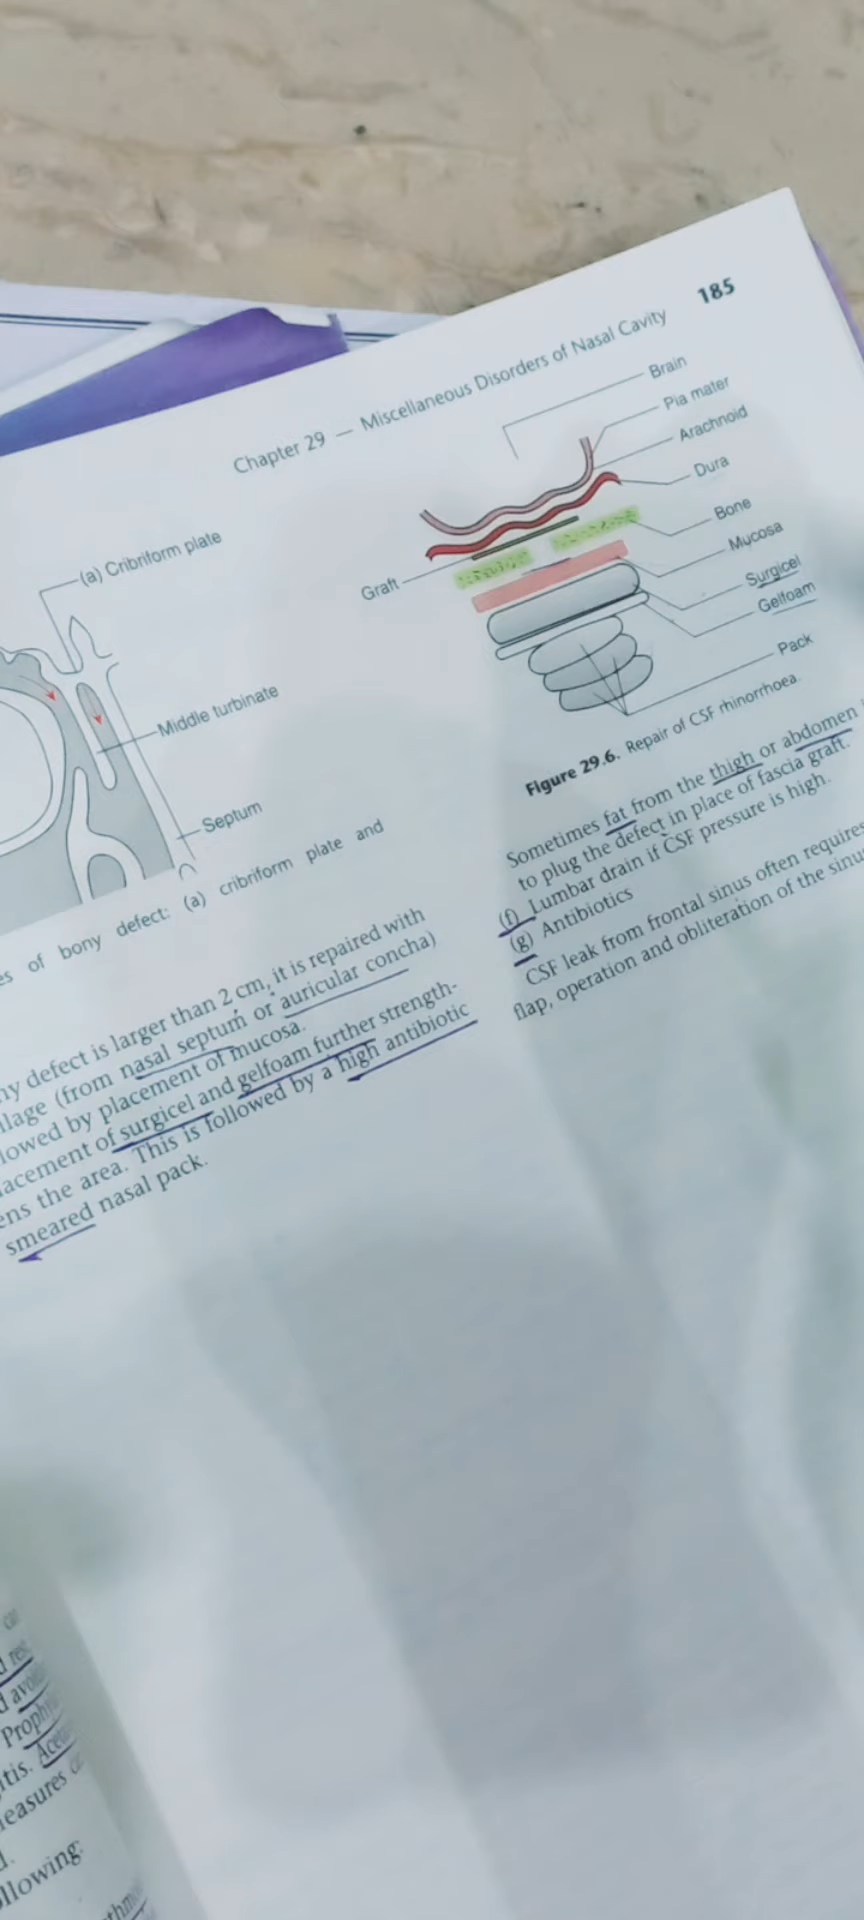 185
Chapter 29 — Miscellaneous Disorders of Nasal Cavity
(a) Cribriform plate
Middle turbinate
Septum
of bony defect: (a) cribriform plate and
defect is larger than 2 cm, it is repaired with
(from nasal septum or auricular concha)
by placement of mucosa.
of surgicel and gelfoam further strength-
the area. This is followed by a high antibiotic
smeared nasal pack.
Brain
Pia mater
Arachnoid
Dura
Bone
Mucosa
Surgicel
Gelfoam
Pack
Graft
Figure 29.6. Repair of CSF rhinorrhoea.
Sometimes fat from the thigh or abdomen
to plug the defect in place of fascia graft.
(f) Lumbar drain if CSF pressure is high.
(g) Antibiotics
CSF leak from frontal sinus often requires
flap, operation and obliteration of the